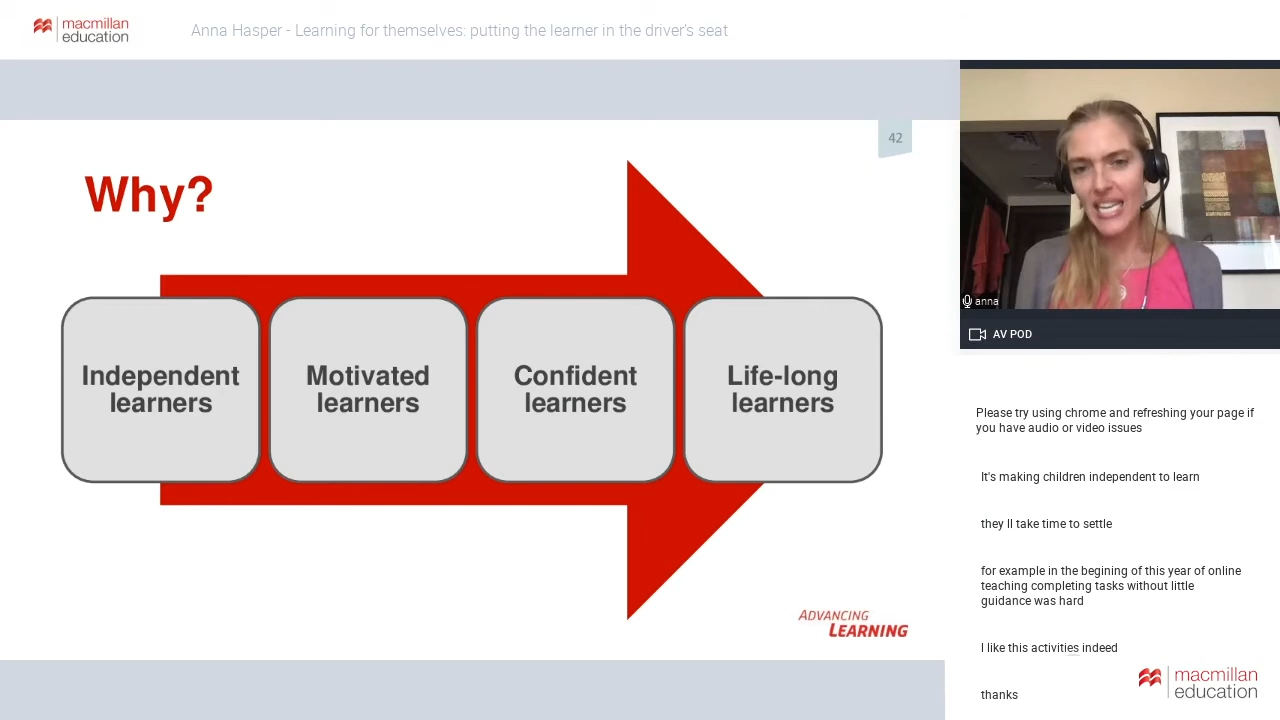 macmillan
education
Anna Hasper - Learning for themselves: putting the learner in the driver's seat
42
Why?
Independent
learners
Motivated
learners
Confident
learners
Life-long
learners
ADVANCING
LEARNING
anna
AV POD
Please try using chrome and refreshing your page if
you have audio or video issues
It's making children independent to learn
they ll take time to settle
for example in the begining of this year of online
teaching completing tasks without little
guidance was hard
I like this activities indeed
thanks
macmillan
education